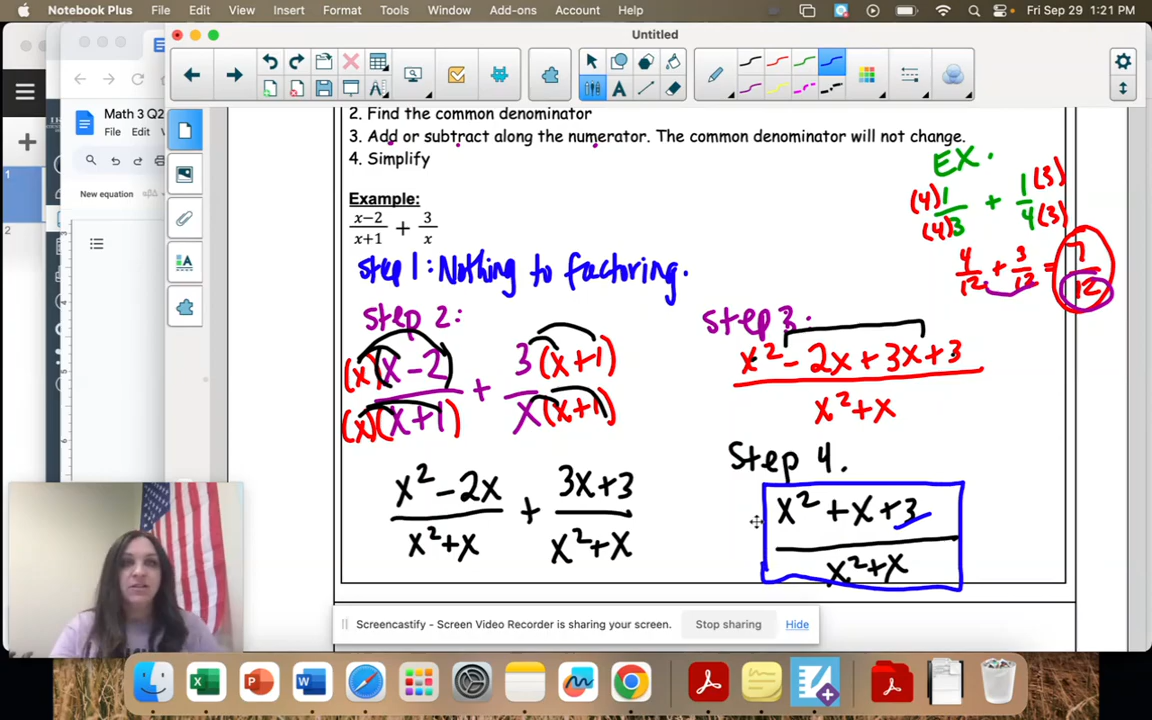 Notebook Plus File Edit View Insert Format Tools Window Add-ons Account Help Fri Sep 29 1:21 PM
Untitled
Math 3 Q2
File Edit
New equation
1
2
2. Find the common denominator
3. Add or subtract along the numerator. The common denominator will not change.
4. Simplify
Example:
x−2/x+1 + 3/x
EX.
(4)1/(4)3 + 1(3)/4(3)
4/12 + 3/12 = 7/12
step 1: Nothing to factoring.
step 2:
(x)(x-2)/(x)(x+1) + 3(x+1)/x(x+1)
x²-2x/x²+x + 3x+3/x²+x
step 3:
x²-2x+3x+3/x²+x
Step 4.
x²+x+3/x²+x
Screencastify - Screen Video Recorder is sharing your screen. Stop sharing Hide